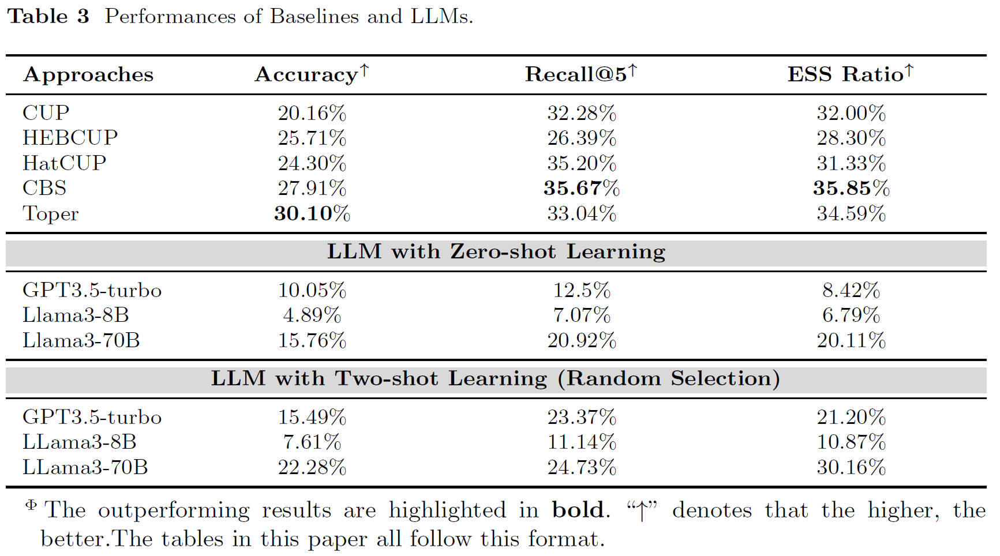 Table 3 Performances of Baselines and LLMs.
Approaches Accuracy↑ Recall@5↑ ESS Ratio↑
CUP 20.16% 32.28% 32.00%
HEBCUP 25.71% 26.39% 28.30%
HatCUP 24.30% 35.20% 31.33%
CBS 27.91% 35.67% 35.85%
Toper 30.10% 33.04% 34.59%
LLM with Zero-shot Learning
GPT3.5-turbo 10.05% 12.5% 8.42%
Llama3-8B 4.89% 7.07% 6.79%
Llama3-70B 15.76% 20.92% 20.11%
LLM with Two-shot Learning (Random Selection)
GPT3.5-turbo 15.49% 23.37% 21.20%
LLama3-8B 7.61% 11.14% 10.87%
LLama3-70B 22.28% 24.73% 30.16%
Φ The outperforming results are highlighted in bold. “↑” denotes that the higher, the
better.The tables in this paper all follow this format.